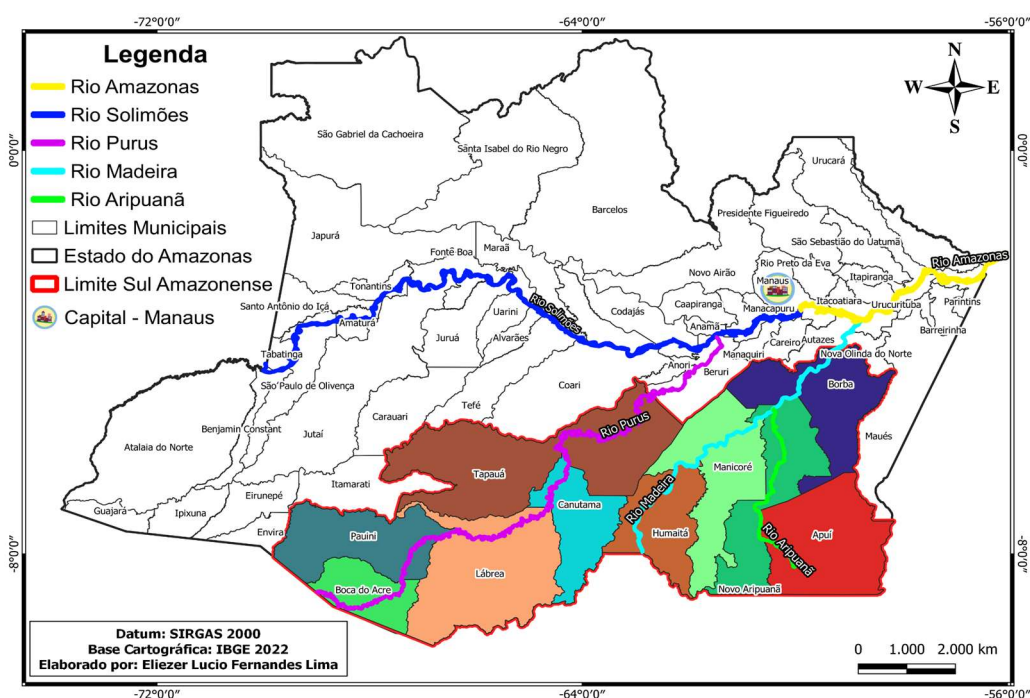 -72°0'0"
-64°0'0"
-56°0'0"
Legenda
Rio Amazonas
Rio Solimões
Rio Purus
Rio Madeira
Rio Aripuanã
Limites Municipais
Estado do Amazonas
Limite Sul Amazonense
Capital - Manaus
N
W
E
S
0°0'0"
0°0'0"
São Gabriel da Cachoeira
Santa Isabel do Rio Negro
Urucará
Barcelos
Presidente Figueiredo
Japurá
Maraã
Fonte Boa
São Sebastião do Uatumã
Rio Preto da Eva
Rio Amazonas
Novo Airão
Manaus
Itapiranga
Tonantins
Santo Antônio do Içá
Amaturá
Uarini
Rio Solimões
Codajás
Caapiranga
Manacapuru
Itacoatiara
Urucurituba
Parintins
Barreirinha
Juruá
Alvarães
Anamã
Careiro
Autazes
Tabatinga
Manaquiri
Nova Olinda do Norte
São Paulo de Olivença
Anori
Beruri
Coari
Borba
Tefé
Carauari
Benjamin Constant
Jutaí
Atalaia do Norte
Rio Purus
Maués
Itamarati
Tapauá
Manicoré
Eirunepé
Guajará
Ipixuna
Canutama
Rio Madeira
Envira
Pauini
Humaitá
Apuí
Rio Aripuanã
-8°0'0"
-8°0'0"
Lábrea
Boca do Acre
Novo Aripuanã
Datum: SIRGAS 2000
Base Cartográfica: IBGE 2022
Elaborado por: Eliezer Lucio Fernandes Lima
0 1.000 2.000 km
-72°0'0"
-64°0'0"
-56°0'0"